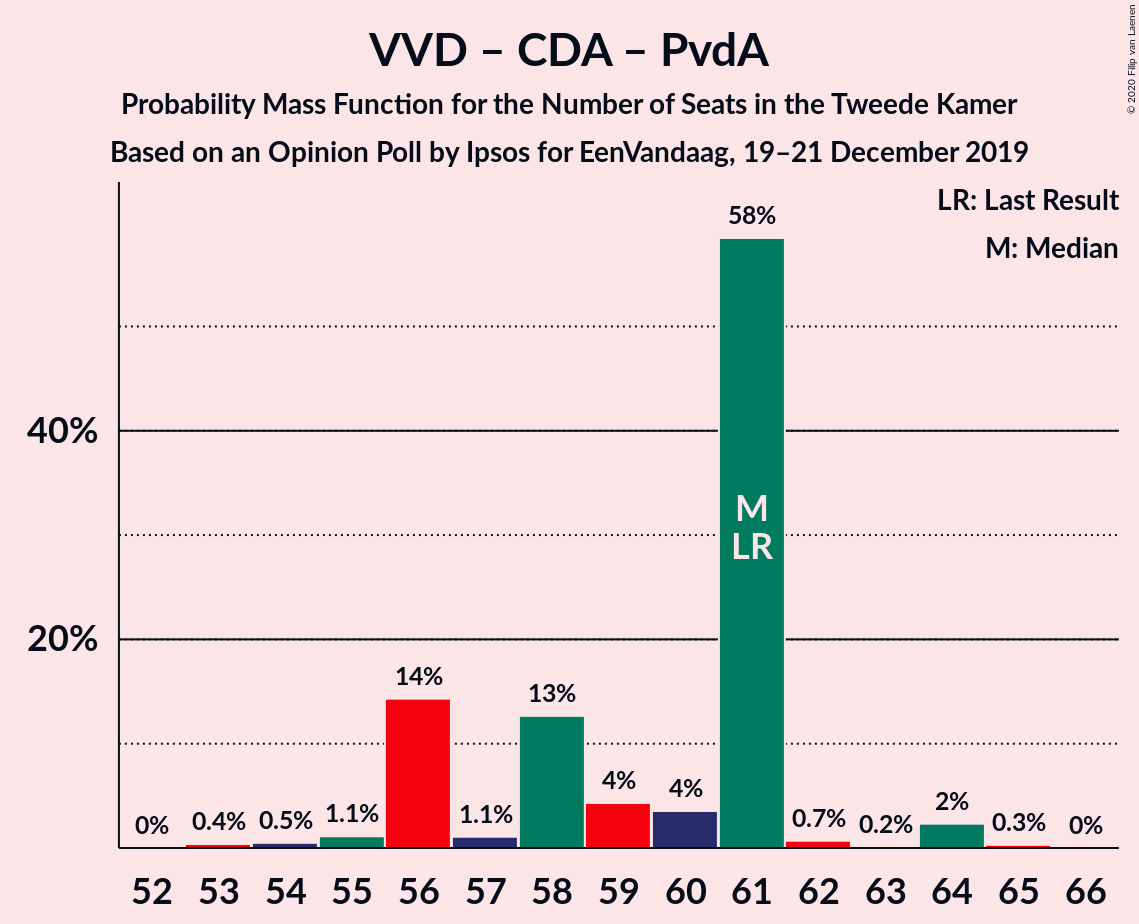 VVD – CDA – PvdA
Probability Mass Function for the Number of Seats in the Tweede Kamer
Based on an Opinion Poll by Ipsos for EenVandaag, 19–21 December 2019
© 2020 Filip van Laenen
LR: Last Result
M: Median
40%
20%
0%
0.4%
0.5%
1.1%
14%
1.1%
13%
4%
4%
58%
0.7%
0.2%
2%
0.3%
0%
M
LR
52 53 54 55 56 57 58 59 60 61 62 63 64 65 66